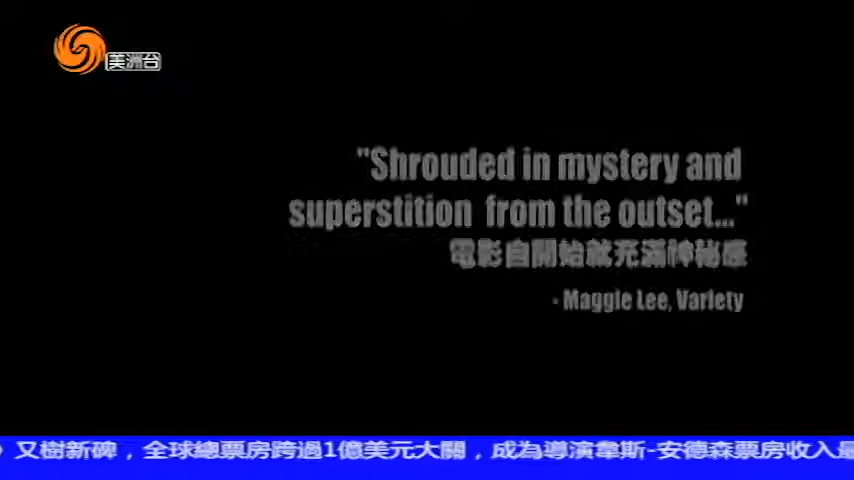 美洲台
"Shrouded in mystery and
superstition from the outset..."
電影自開始就充滿神秘感
- Maggie Lee, Variety
》又樹新碑，全球總票房跨過1億美元大關，成為導演韋斯-安德森票房收入最